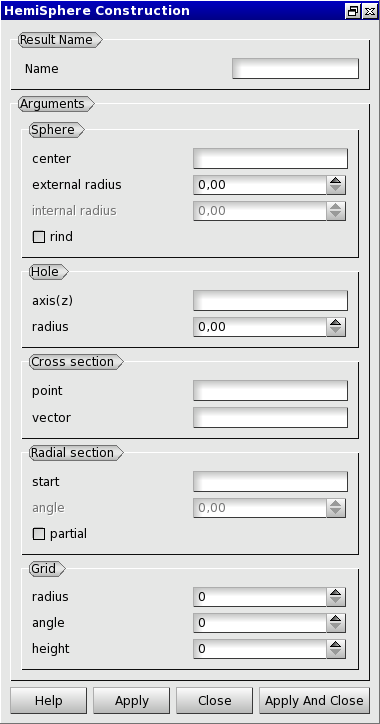 HemiSphere Construction
Result Name
Name
Arguments
Sphere
center
external radius 0,00
internal radius 0,00
rind
Hole
axis(z)
radius 0,00
Cross section
point
vector
Radial section
start
angle 0,00
partial
Grid
radius 0
angle 0
height 0
Help Apply Close Apply And Close